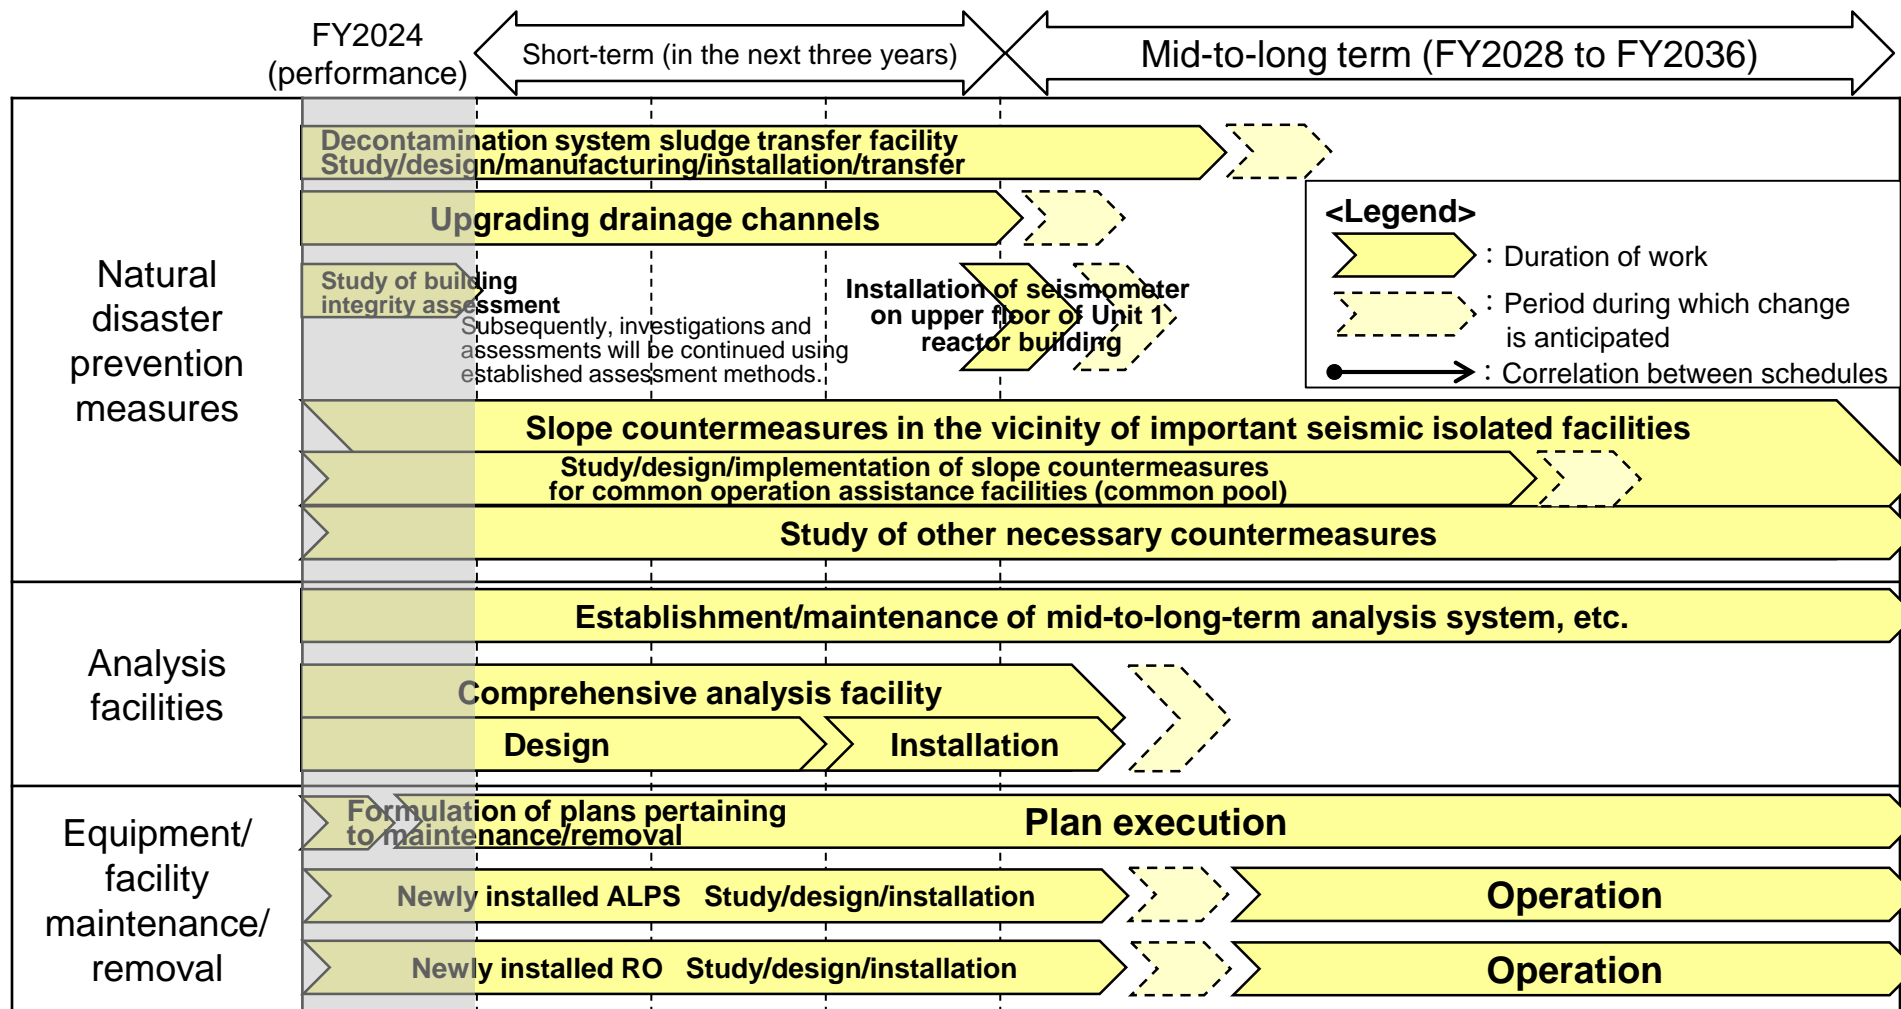 FY2024
(performance)
Short-term (in the next three years)
Mid-to-long term (FY2028 to FY2036)
Natural
disaster
prevention
measures
Decontamination system sludge transfer facility
Study/design/manufacturing/installation/transfer
Upgrading drainage channels
Study of building
integrity assessment
Subsequently, investigations and
assessments will be continued using
established assessment methods.
Installation of seismometer
on upper floor of Unit 1
reactor building
<Legend>
: Duration of work
: Period during which change
is anticipated
: Correlation between schedules
Slope countermeasures in the vicinity of important seismic isolated facilities
Study/design/implementation of slope countermeasures
for common operation assistance facilities (common pool)
Study of other necessary countermeasures
Analysis
facilities
Establishment/maintenance of mid-to-long-term analysis system, etc.
Comprehensive analysis facility
Design
Installation
Equipment/
facility
maintenance/
removal
Formulation of plans pertaining
to maintenance/removal
Plan execution
Newly installed ALPS Study/design/installation
Operation
Newly installed RO Study/design/installation
Operation